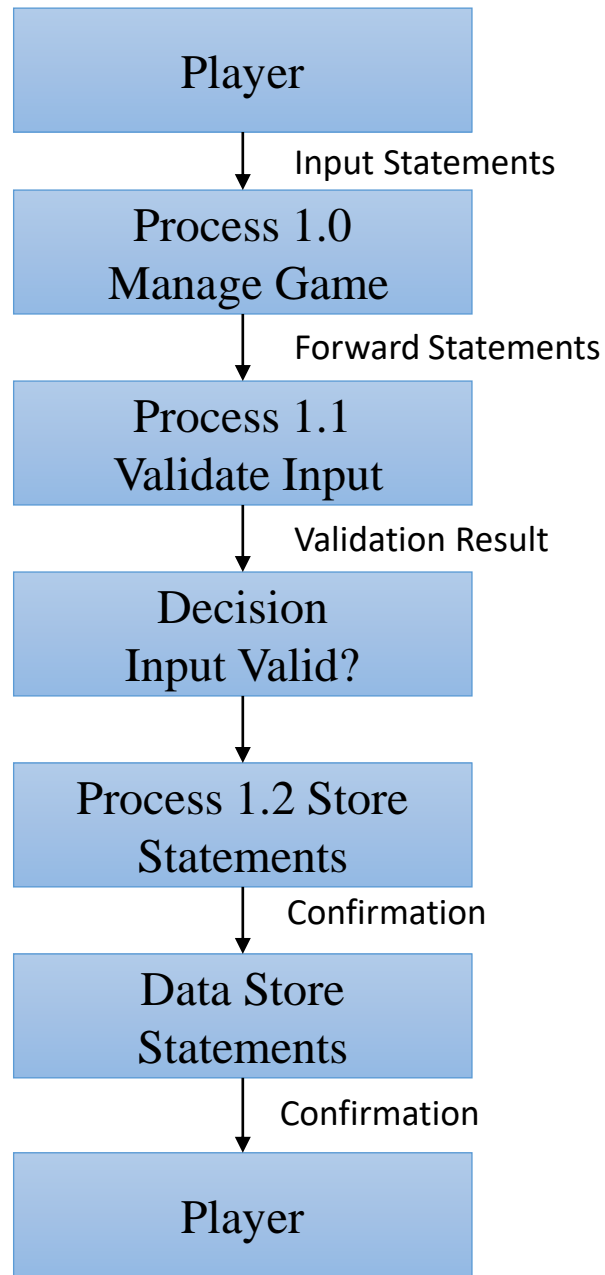 Player
Input Statements
Process 1.0
Manage Game
Forward Statements
Process 1.1
Validate Input
Validation Result
Decision
Input Valid?
Process 1.2 Store
Statements
Confirmation
Data Store
Statements
Confirmation
Player